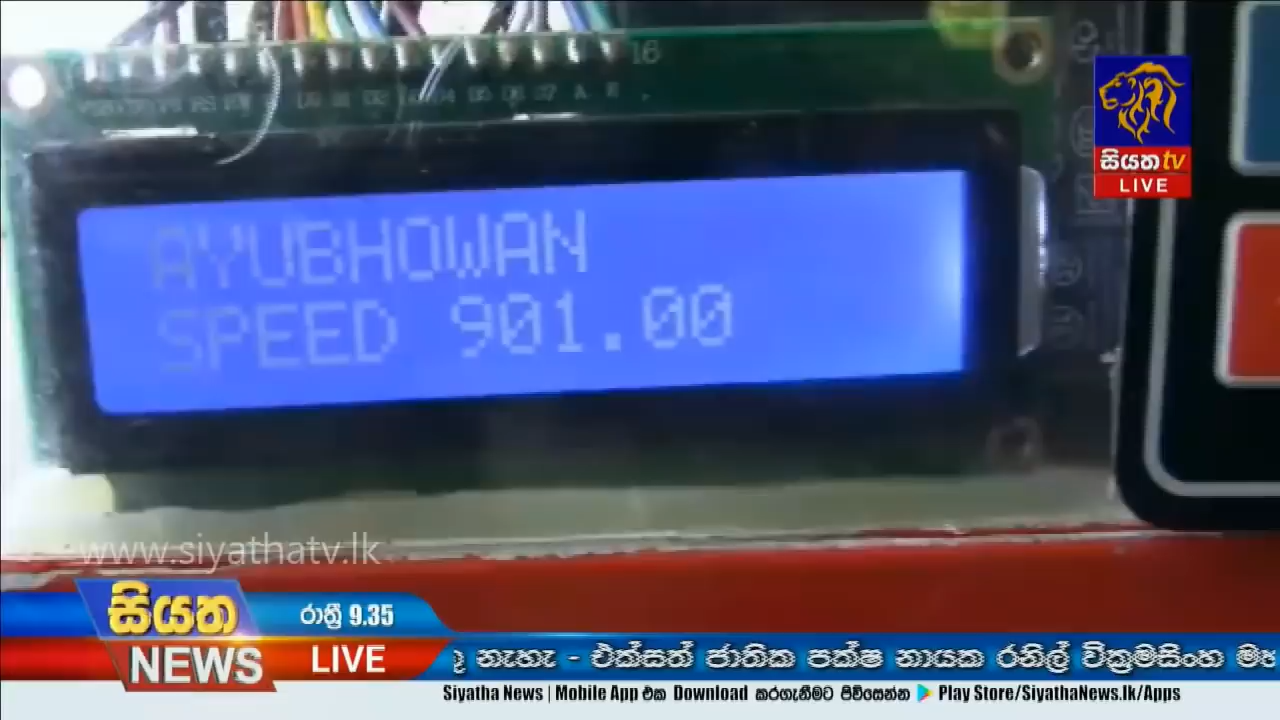 16
සියත tv
LIVE
AYUBHOWAN
SPEED 901.00
www.siyathatv.lk
සියත
රාත්‍රී 9.35
NEWS
LIVE
නැහැ - එක්සත් ජාතික පක්ෂ නායක රනිල් වික්‍රමසිංහ
Siyatha News | Mobile App එක Download කරගැනීමට පිවිසෙන්න Play Store/SiyathaNews.lk/Apps